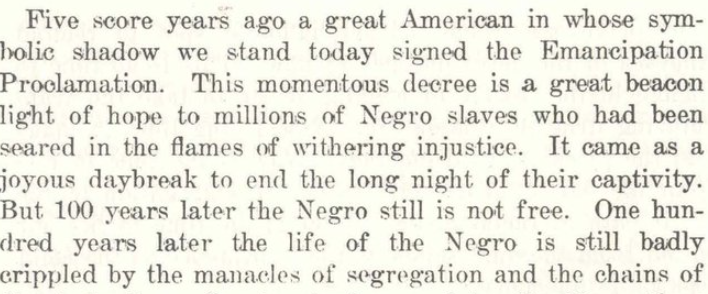 Five score years ago a great American in whose sym-
bolic shadow we stand today signed the Emancipation
Proclamation. This momentous decree is a great beacon
light of hope to millions of Negro slaves who had been
seared in the flames of withering injustice. It came as a
joyous daybreak to end the long night of their captivity.
But 100 years later the Negro still is not free. One hun-
dred years later the life of the Negro is still badly
crippled by the manacles of segregation and the chains of